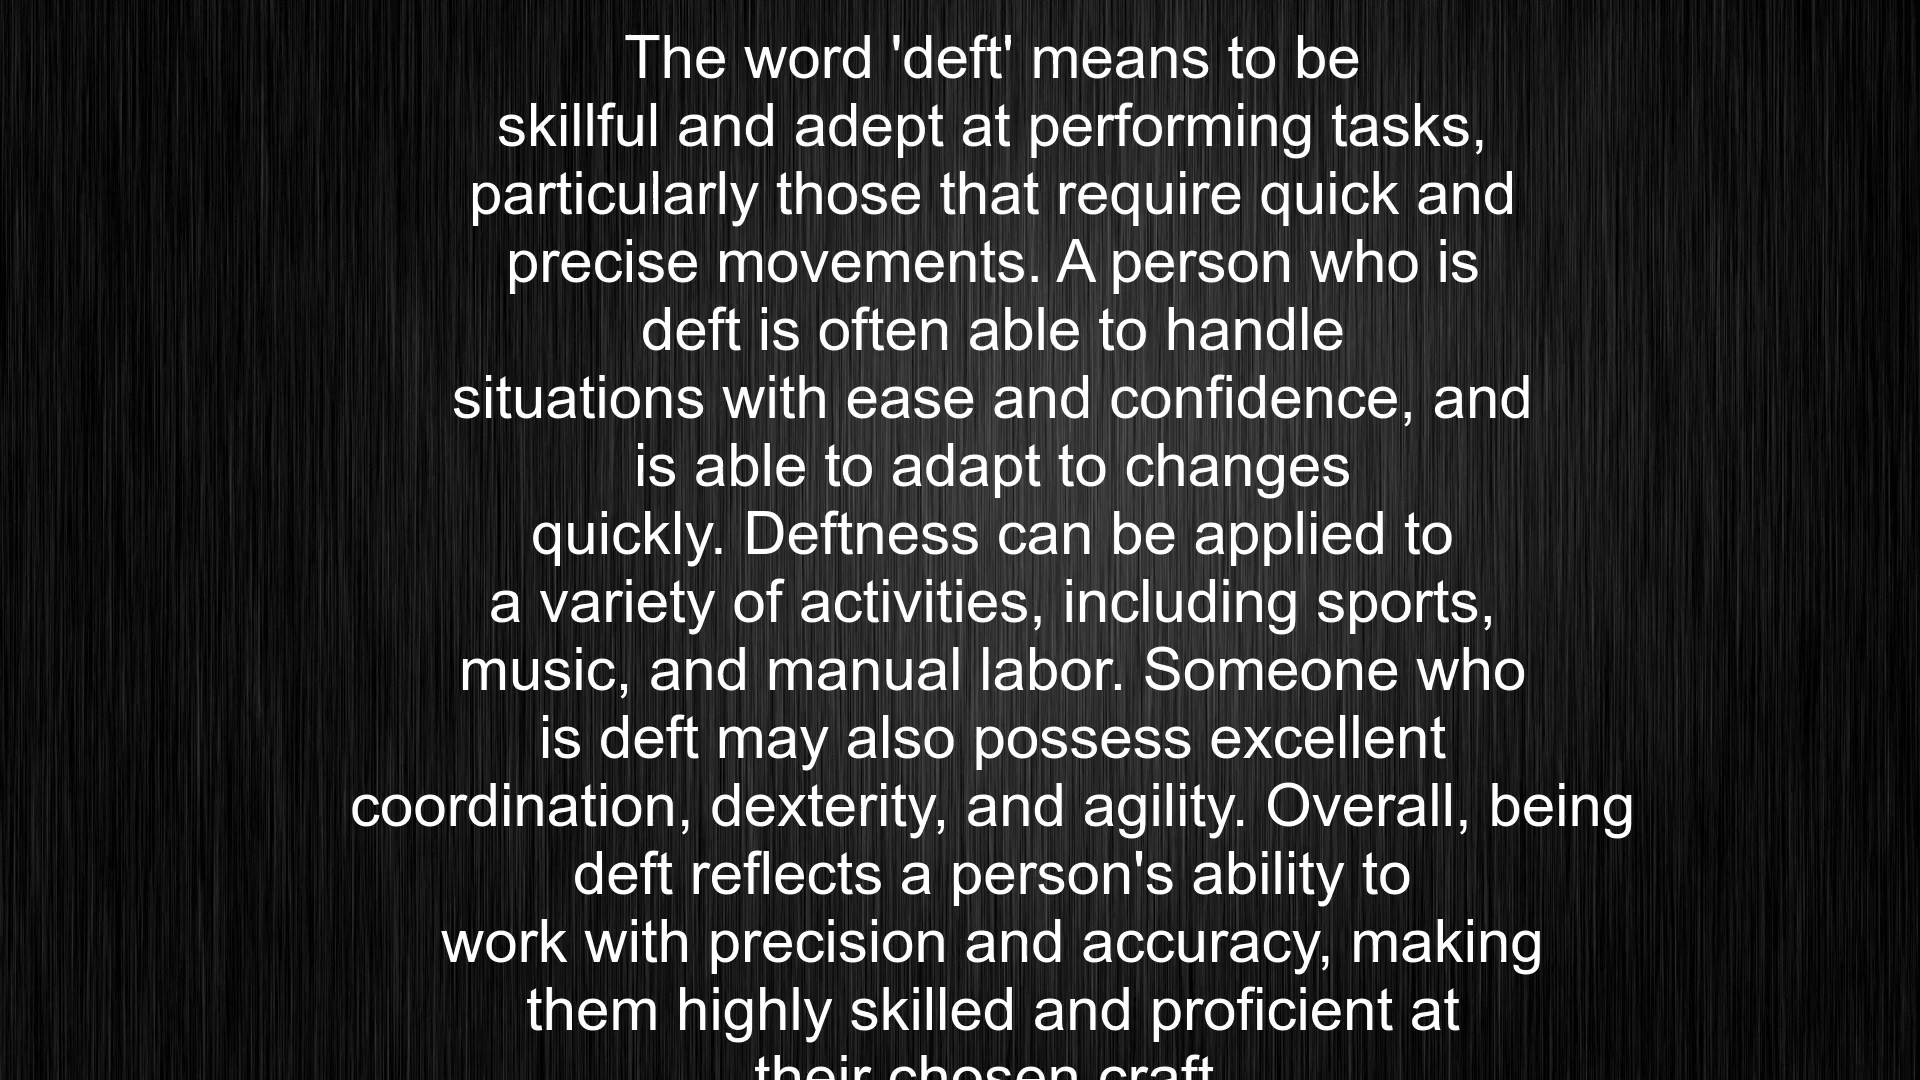 The word 'deft' means to be
skillful and adept at performing tasks,
particularly those that require quick and
precise movements. A person who is
deft is often able to handle
situations with ease and confidence, and
is able to adapt to changes
quickly. Deftness can be applied to
a variety of activities, including sports,
music, and manual labor. Someone who
is deft may also possess excellent
coordination, dexterity, and agility. Overall, being
deft reflects a person's ability to
work with precision and accuracy, making
them highly skilled and proficient at
their chosen craft.